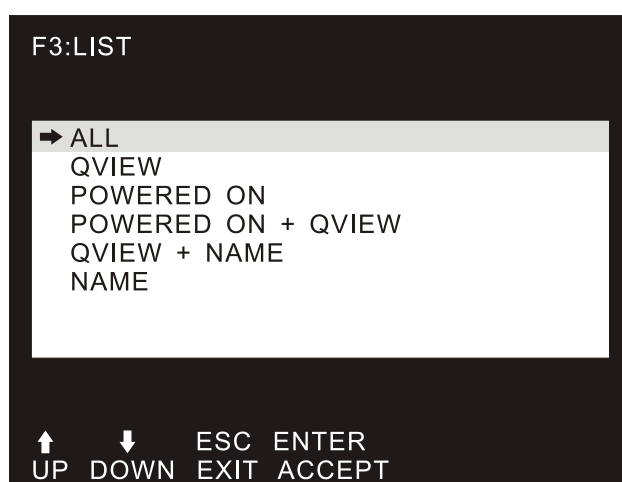 F3:LIST
➡ ALL
QVIEW
POWERED ON
POWERED ON + QVIEW
QVIEW + NAME
NAME
⬆ ⬇ ESC ENTER
UP DOWN EXIT ACCEPT